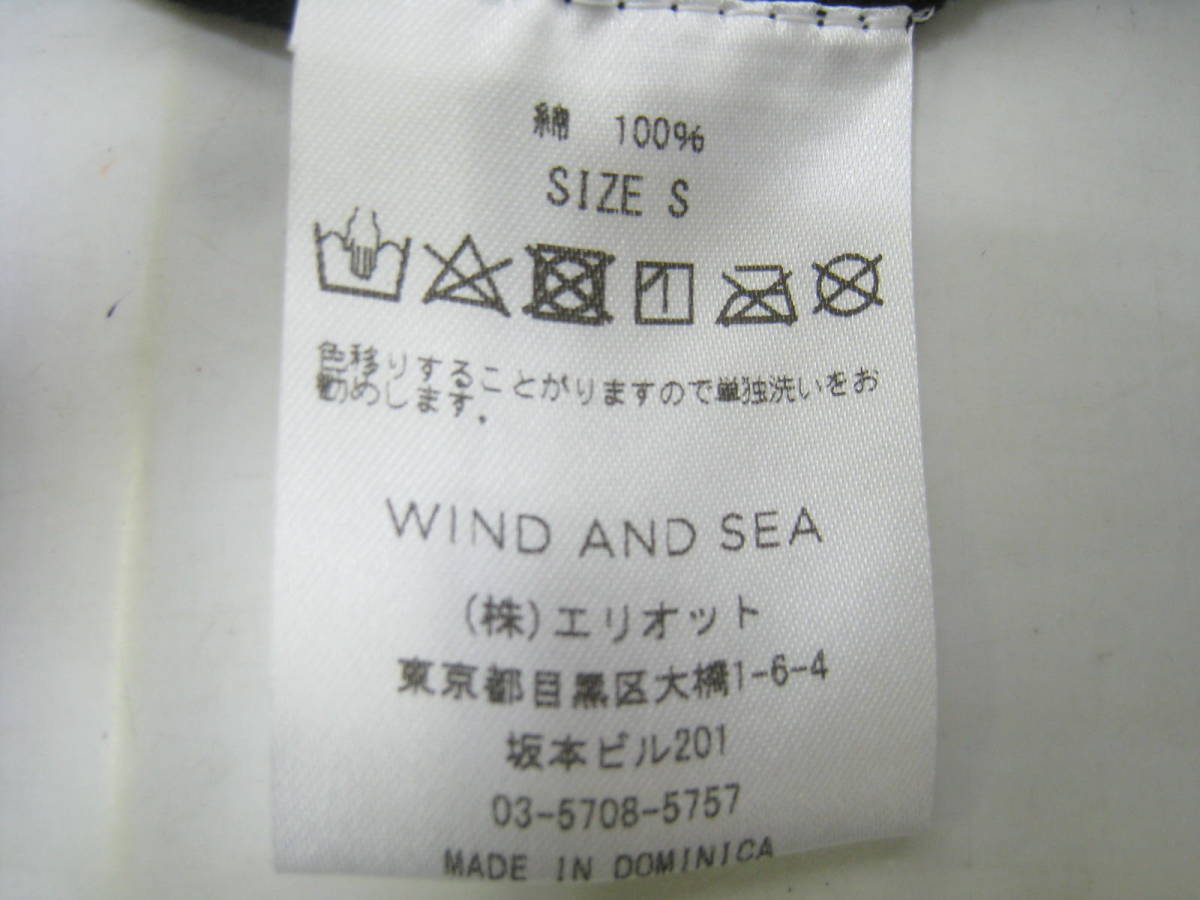 綿 100%
SIZE S
色移りすることがりますので単独洗いをお
勧めします.
WIND AND SEA
(株)エリオット
東京都目黒区大橋1-6-4
坂本ビル201
03-5708-5757
MADE IN DOMINICA